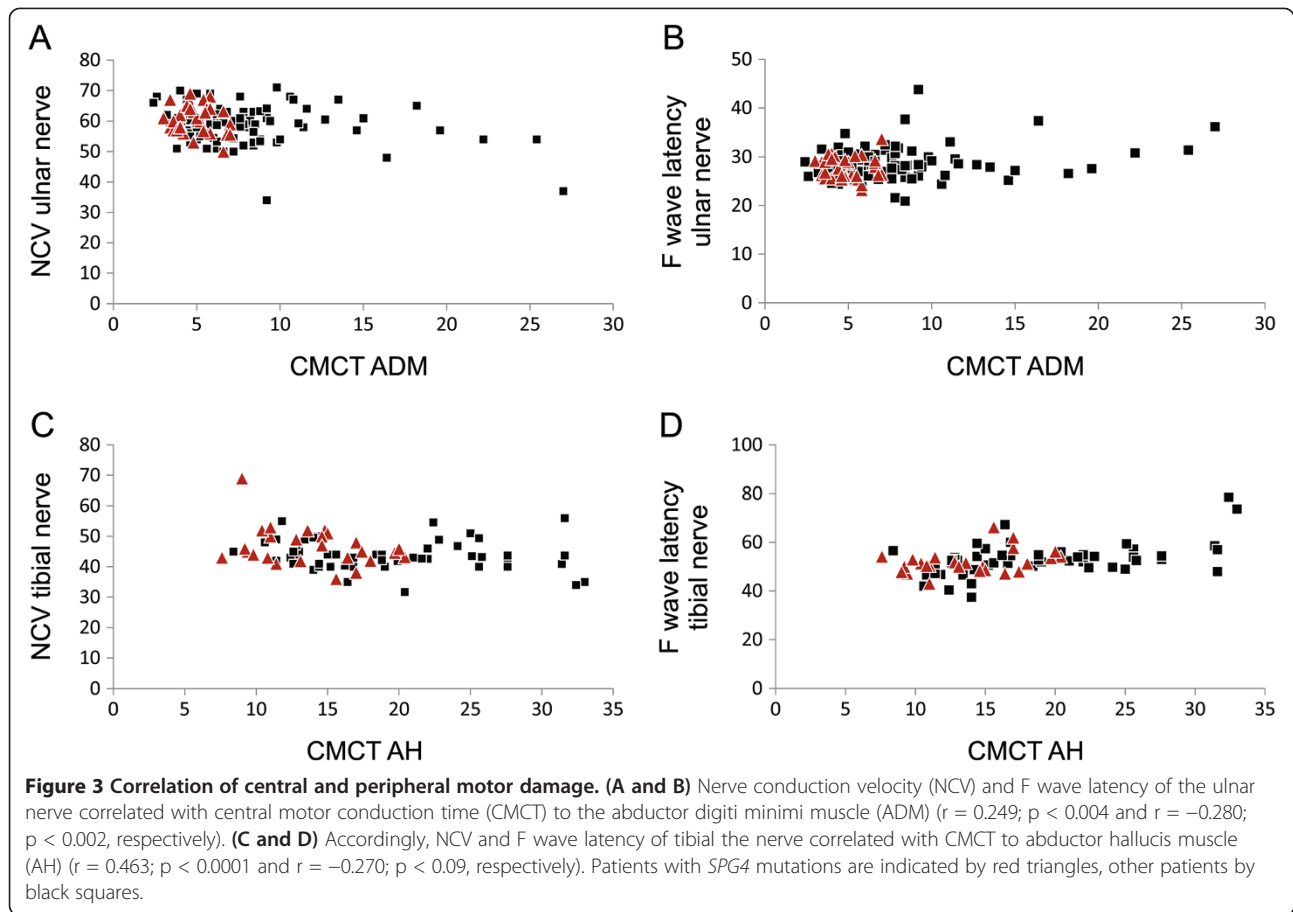 A
80
70
60
50
40
30
20
10
0
NCV ulnar nerve
0 5 10 15 20 25 30
CMCT ADM
B
50
40
30
20
10
0
F wave latency
ulnar nerve
0 5 10 15 20 25 30
CMCT ADM
C
80
70
60
50
40
30
20
10
0
NCV tibial nerve
0 5 10 15 20 25 30 35
CMCT AH
D
100
80
60
40
20
0
F wave latency
tibial nerve
0 5 10 15 20 25 30 35
CMCT AH
Figure 3 Correlation of central and peripheral motor damage. (A and B) Nerve conduction velocity (NCV) and F wave latency of the ulnar
nerve correlated with central motor conduction time (CMCT) to the abductor digiti minimi muscle (ADM) (r = 0.249; p < 0.004 and r = −0.280;
p < 0.002, respectively). (C and D) Accordingly, NCV and F wave latency of tibial the nerve correlated with CMCT to abductor hallucis muscle
(AH) (r = 0.463; p < 0.0001 and r = −0.270; p < 0.09, respectively). Patients with SPG4 mutations are indicated by red triangles, other patients by
black squares.